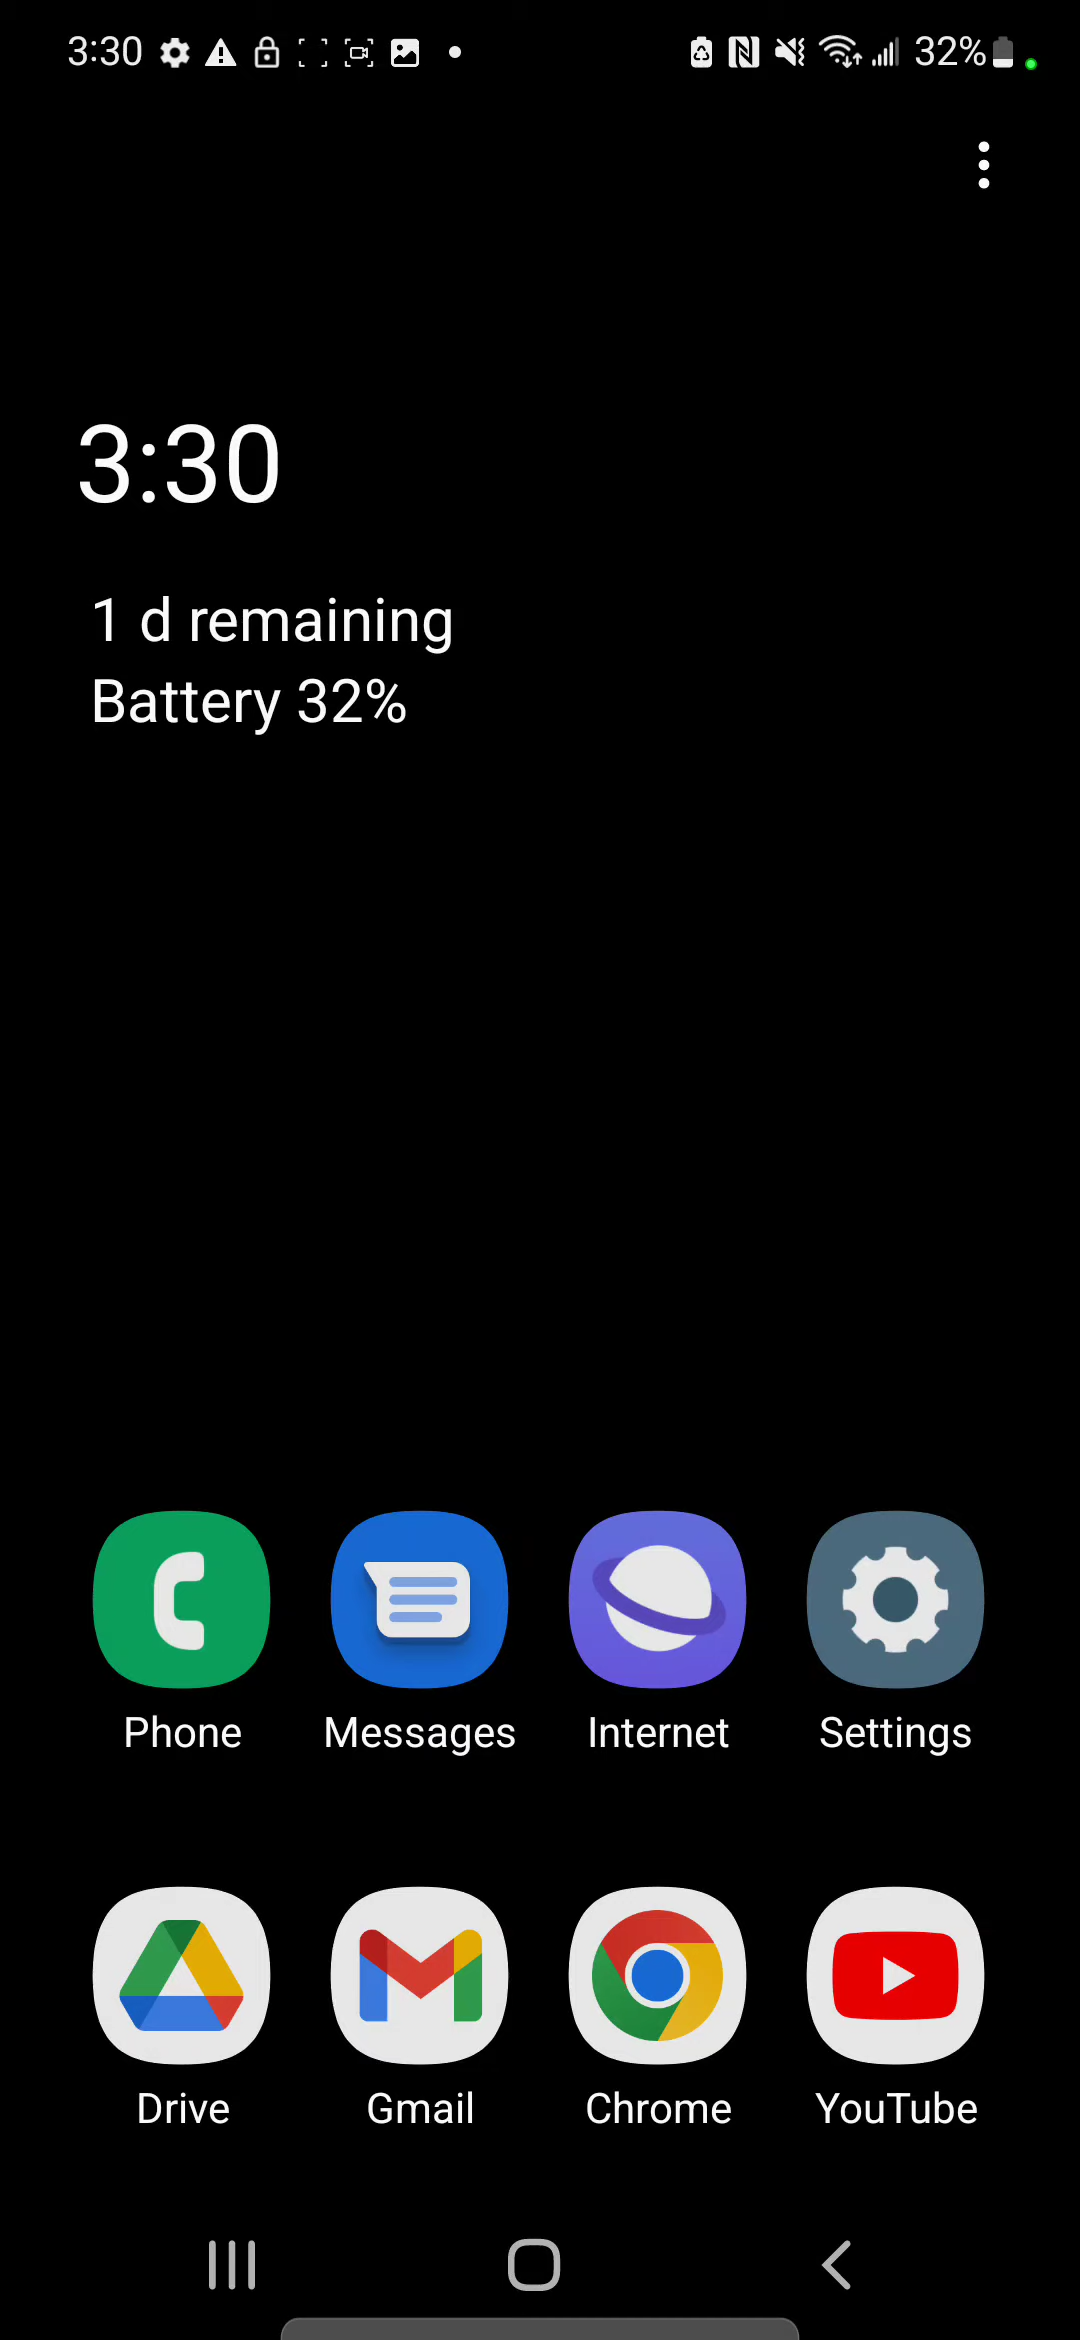 3:30 32%
3:30
1 d remaining
Battery 32%
Phone Messages Internet Settings
Drive Gmail Chrome YouTube